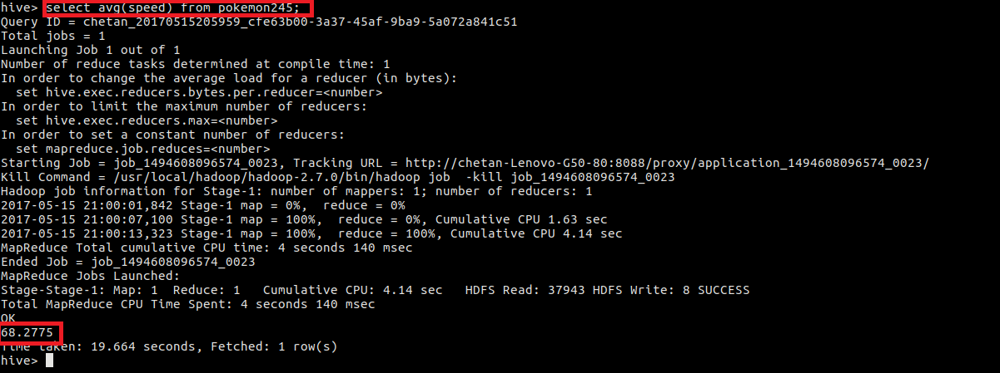 hive> select avg(speed) from pokemon245;
Query ID = chetan_20170515205959_cfe63b00-3a37-45af-9ba9-5a072a841c51
Total jobs = 1
Launching Job 1 out of 1
Number of reduce tasks determined at compile time: 1
In order to change the average load for a reducer (in bytes):
  set hive.exec.reducers.bytes.per.reducer=<number>
In order to limit the maximum number of reducers:
  set hive.exec.reducers.max=<number>
In order to set a constant number of reducers:
  set mapreduce.job.reduces=<number>
Starting Job = job_1494608096574_0023, Tracking URL = http://chetan-Lenovo-G50-80:8088/proxy/application_1494608096574_0023/
Kill Command = /usr/local/hadoop/hadoop-2.7.0/bin/hadoop job  -kill job_1494608096574_0023
Hadoop job information for Stage-1: number of mappers: 1; number of reducers: 1
2017-05-15 21:00:01,842 Stage-1 map = 0%,  reduce = 0%
2017-05-15 21:00:07,100 Stage-1 map = 100%,  reduce = 0%, Cumulative CPU 1.63 sec
2017-05-15 21:00:13,323 Stage-1 map = 100%,  reduce = 100%, Cumulative CPU 4.14 sec
MapReduce Total cumulative CPU time: 4 seconds 140 msec
Ended Job = job_1494608096574_0023
MapReduce Jobs Launched:
Stage-Stage-1: Map: 1  Reduce: 1   Cumulative CPU: 4.14 sec   HDFS Read: 37943 HDFS Write: 8 SUCCESS
Total MapReduce CPU Time Spent: 4 seconds 140 msec
OK
68.2775
Time taken: 19.664 seconds, Fetched: 1 row(s)
hive>